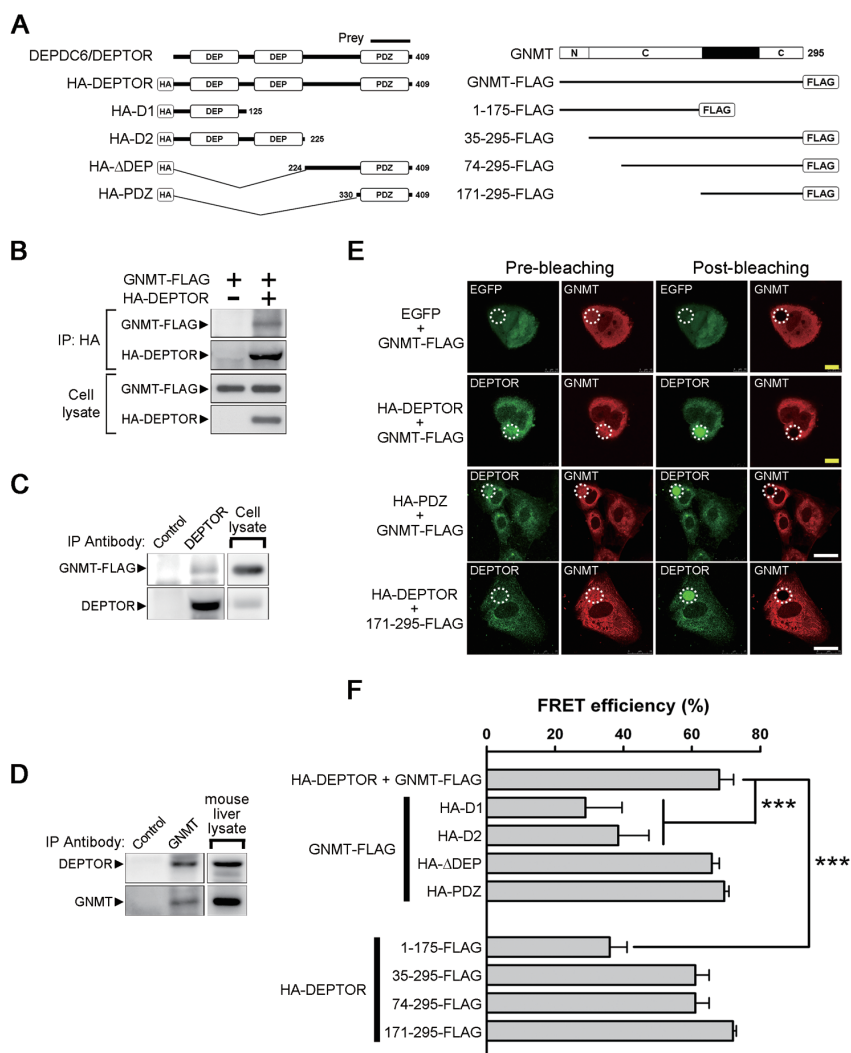 A
Prey
DEPDC6/DEPTOR DEP DEP PDZ 409
HA-DEPTOR HA DEP DEP PDZ 409
HA-D1 HA DEP 125
HA-D2 HA DEP DEP 225
HA-ΔDEP HA 224 PDZ 409
HA-PDZ HA 330 PDZ 409
GNMT N C C 295
GNMT-FLAG FLAG
1-175-FLAG FLAG
35-295-FLAG FLAG
74-295-FLAG FLAG
171-295-FLAG FLAG
B
GNMT-FLAG + +
HA-DEPTOR - +
IP: HA
GNMT-FLAG
HA-DEPTOR
Cell
lysate
GNMT-FLAG
HA-DEPTOR
C
IP Antibody: Control DEPTOR Cell
lysate
GNMT-FLAG
DEPTOR
D
IP Antibody: Control GNMT mouse
liver
lysate
DEPTOR
GNMT
E
Pre-bleaching Post-bleaching
EGFP
+
GNMT-FLAG
EGFP GNMT EGFP GNMT
HA-DEPTOR
+
GNMT-FLAG
DEPTOR GNMT DEPTOR GNMT
HA-PDZ
+
GNMT-FLAG
DEPTOR GNMT DEPTOR GNMT
HA-DEPTOR
+
171-295-FLAG
DEPTOR GNMT DEPTOR GNMT
F
FRET efficiency (%)
0 20 40 60 80
HA-DEPTOR + GNMT-FLAG
GNMT-FLAG
HA-D1
HA-D2
HA-ΔDEP
HA-PDZ
***
***
HA-DEPTOR
1-175-FLAG
35-295-FLAG
74-295-FLAG
171-295-FLAG